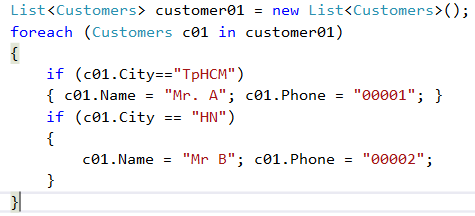 List<Customers> customer01 = new List<Customers>();
foreach (Customers c01 in customer01)
{
if (c01.City=="TpHCM")
{ c01.Name = "Mr. A"; c01.Phone = "00001"; }
if (c01.City == "HN")
{
c01.Name = "Mr B"; c01.Phone = "00002";
}
}